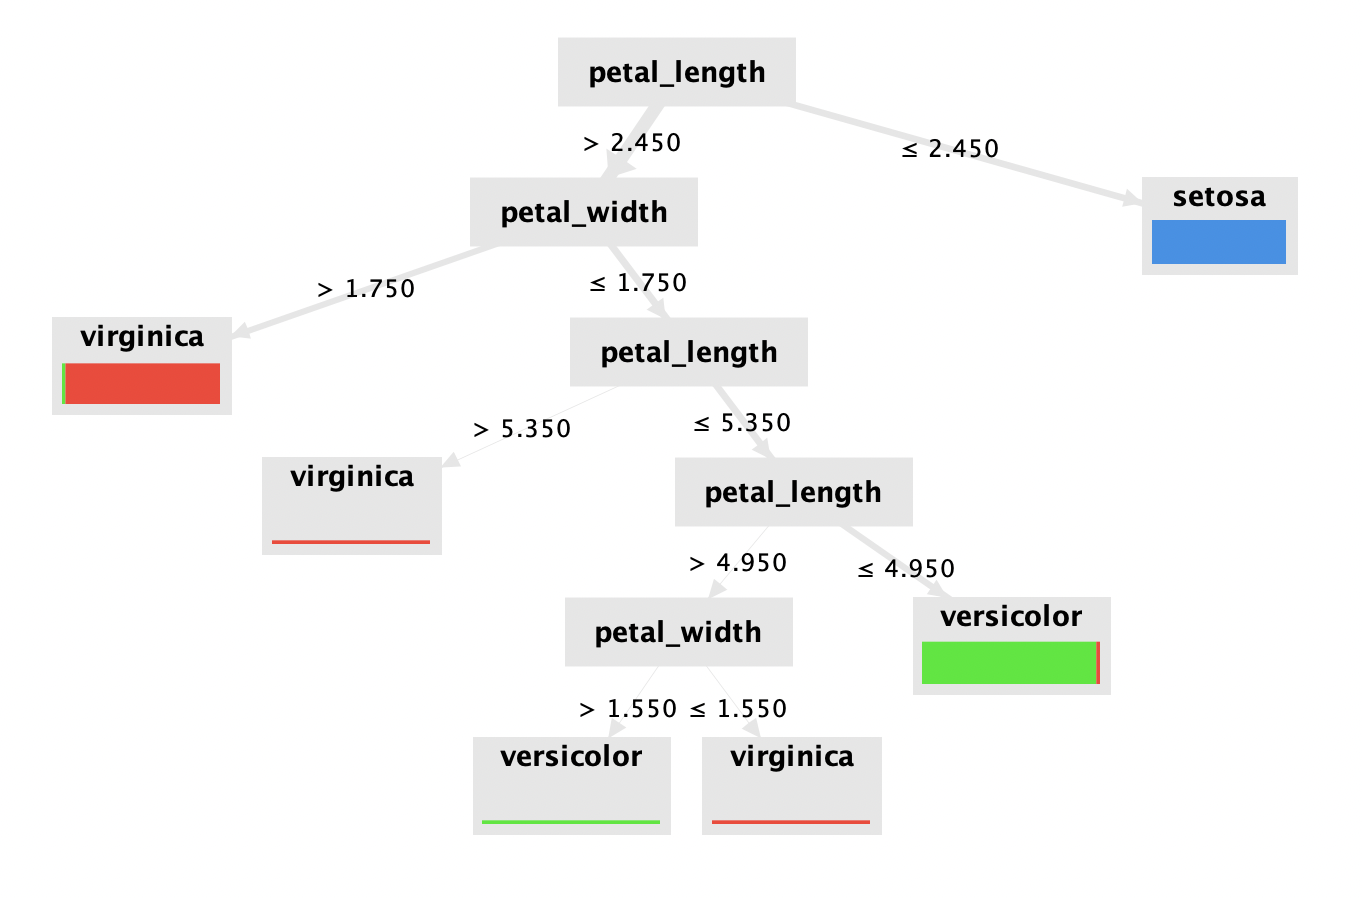 petal_length
> 2.450
≤ 2.450
petal_width
setosa
> 1.750
≤ 1.750
virginica
petal_length
> 5.350
≤ 5.350
virginica
petal_length
> 4.950
≤ 4.950
petal_width
versicolor
> 1.550
≤ 1.550
versicolor
virginica